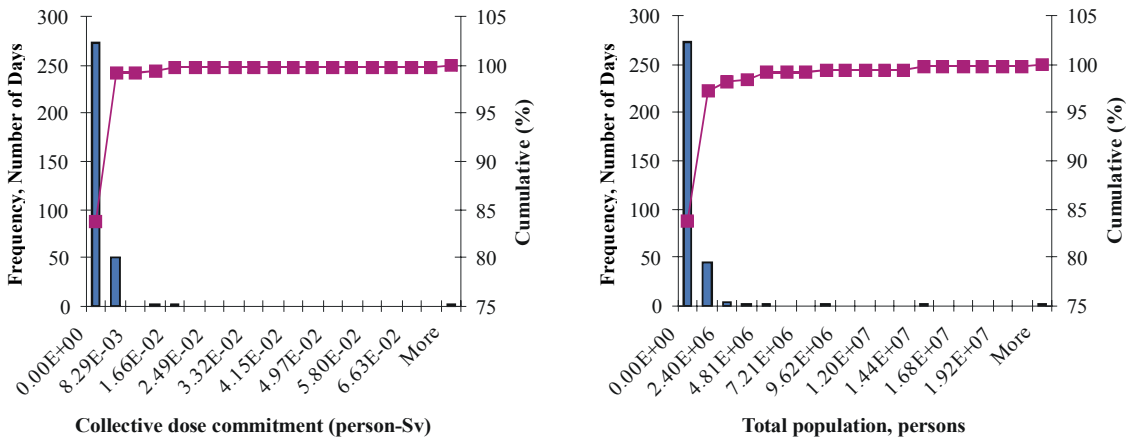 300
250
200
150
100
50
0
Frequency, Number of Days
105
100
95
90
85
80
75
Cumulative (%)
0.00E+00
8.29E-03
1.66E-02
2.49E-02
3.32E-02
4.15E-02
4.97E-02
5.80E-02
6.63E-02
More
Collective dose commitment (person-Sv)
300
250
200
150
100
50
0
Frequency, Number of Days
105
100
95
90
85
80
75
Cumulative (%)
0.00E+00
2.40E+06
4.81E+06
7.21E+06
9.62E+06
1.20E+07
1.44E+07
1.68E+07
1.92E+07
More
Total population, persons